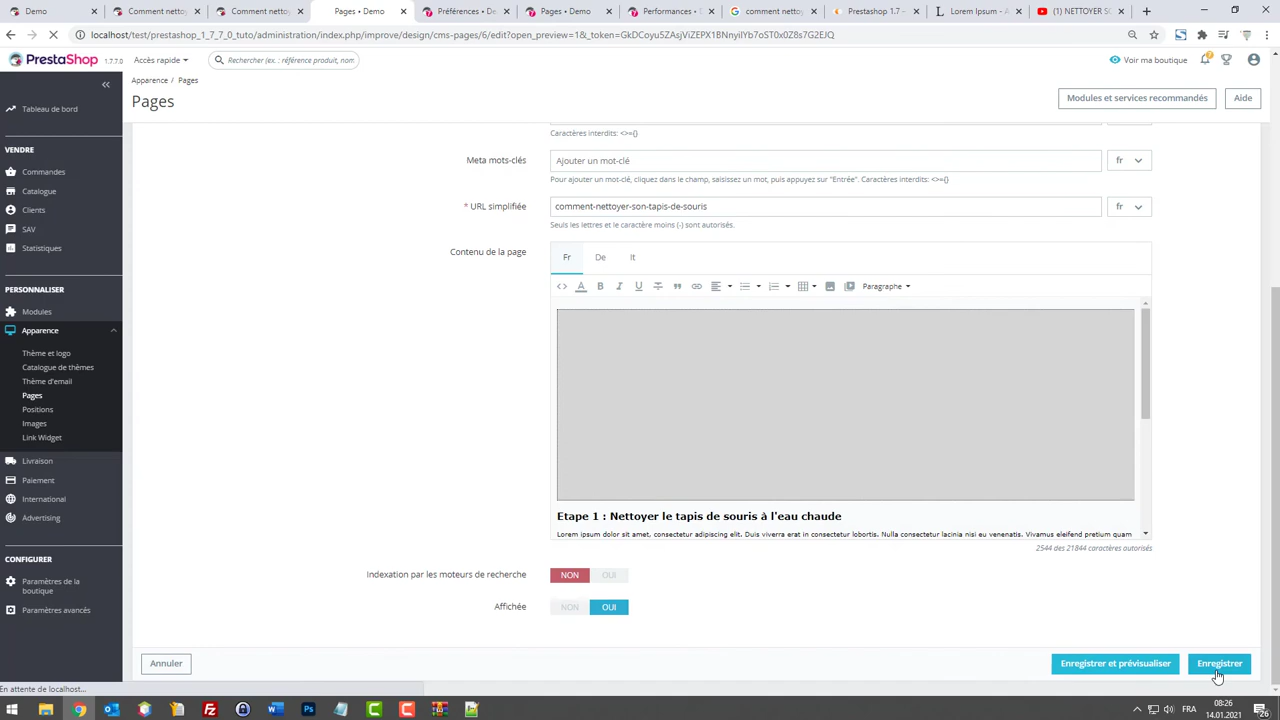 Demo
Comment nettoy
Comment nettoy
Pages • Demo
Préférences • De
Pages • Demo
Performances • T
comment nettoy
Prestashop 1.7 –
Lorem Ipsum - A
(1) NETTOYER SO
localhost/test/prestashop_1_7_7_0_tuto/administration/index.php/improve/design/cms-pages/6/edit?open_preview=1&_token=GkDCoyu5ZAsjViZEPX1BNnyilYb7oST0x0Z8s7G2EJQ
PrestaShop 1.7.7.0
Accès rapide
Rechercher (ex. : référence produit, nom
Voir ma boutique
Apparence / Pages
Pages
Modules et services recommandés
Aide
Tableau de bord
VENDRE
Commandes
Catalogue
Clients
SAV
Statistiques
PERSONNALISER
Modules
Apparence
Thème et logo
Catalogue de thèmes
Thème d'email
Pages
Positions
Images
Link Widget
Livraison
Paiement
International
Advertising
CONFIGURER
Paramètres de la
boutique
Paramètres avancés
Caractères interdits: <>={}
Meta mots-clés
Ajouter un mot-clé
fr
Pour ajouter un mot-clé, cliquez dans le champ, saisissez un mot, puis appuyez sur "Entrée". Caractères interdits: <>={}
* URL simplifiée
comment-nettoyer-son-tapis-de-souris
fr
Seuls les lettres et le caractère moins (-) sont autorisés.
Contenu de la page
Fr De It
Paragraphe
Etape 1 : Nettoyer le tapis de souris à l'eau chaude
Lorem ipsum dolor sit amet, consectetur adipiscing elit. Duis viverra erat in consectetur lobortis. Nulla consectetur lacinia nisi eu venenatis. Vivamus eleifend pretium quam
2544 des 21844 caractères autorisés
Indexation par les moteurs de recherche
NON OUI
Affichée
NON OUI
Annuler
Enregistrer et prévisualiser
Enregistrer
En attente de localhost...
FRA
08:26
14.01.2021